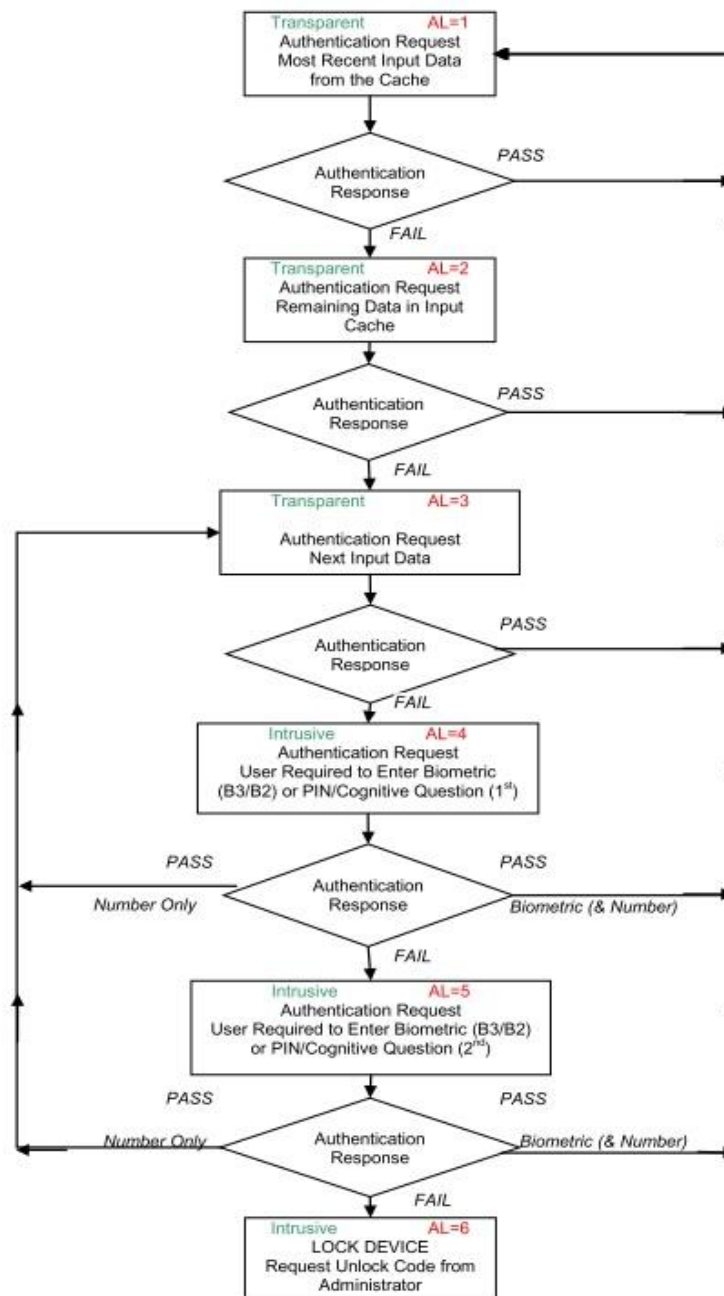 Transparent AL=1
Authentication Request
Most Recent Input Data
from the Cache
PASS
Authentication
Response
FAIL
Transparent AL=2
Authentication Request
Remaining Data in Input
Cache
PASS
Authentication
Response
FAIL
Transparent AL=3
Authentication Request
Next Input Data
PASS
Authentication
Response
FAIL
Intrusive AL=4
Authentication Request
User Required to Enter Biometric
(B3/B2) or PIN/Cognitive Question (1st)
PASS PASS
Authentication
Response
Number Only Biometric (& Number)
FAIL
Intrusive AL=5
Authentication Request
User Required to Enter Biometric (B3/B2)
or PIN/Cognitive Question (2nd)
PASS PASS
Number Only Authentication Biometric (& Number)
Response
FAIL
Intrusive AL=6
LOCK DEVICE
Request Unlock Code from
Administrator